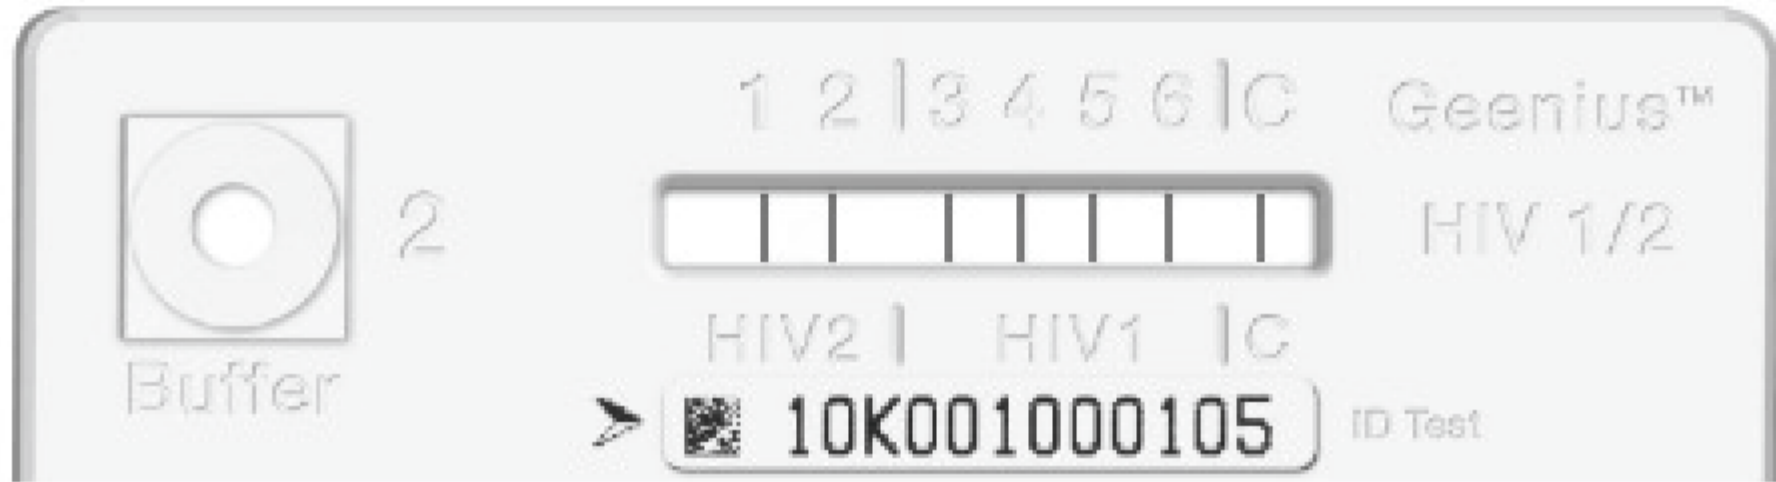 1 2 | 3 4 5 6 | C Geenius™
2 HIV 1/2
HIV2 | HIV1 | C
Buffer
10K001000105 ID Test